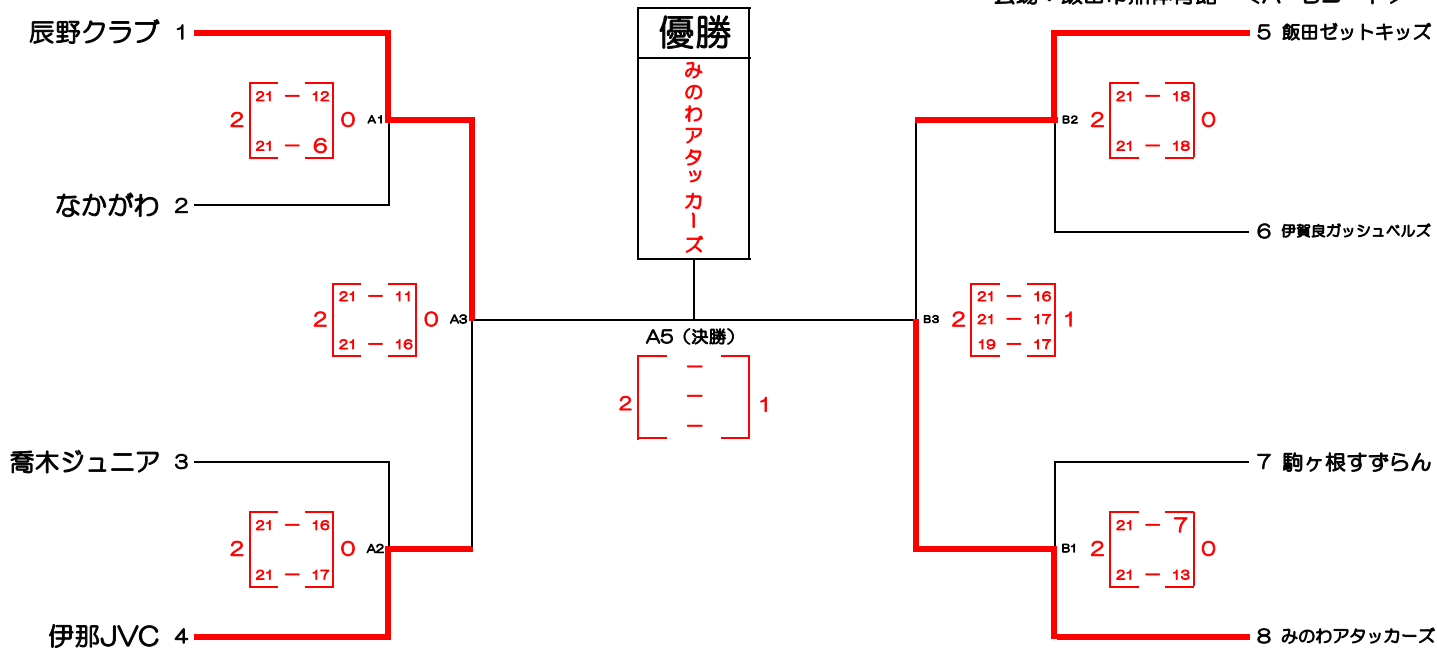 優勝
みのわアタッカーズ
辰野クラブ 1
21 － 12
2 0 A1
21 － 6
なかがわ 2
21 － 11
2 0 A3
21 － 16
喬木ジュニア 3
21 － 16
2 0 A2
21 － 17
伊那JVC 4
A5（決勝）
－
2 － 1
－
5 飯田ゼットキッズ
21 － 18
B2 2 0
21 － 18
6 伊賀良ガッシュベルズ
21 － 16
B3 2 21 － 17 1
19 － 17
7 駒ヶ根すずらん
21 － 7
B1 2 0
21 － 13
8 みのわアタッカーズ